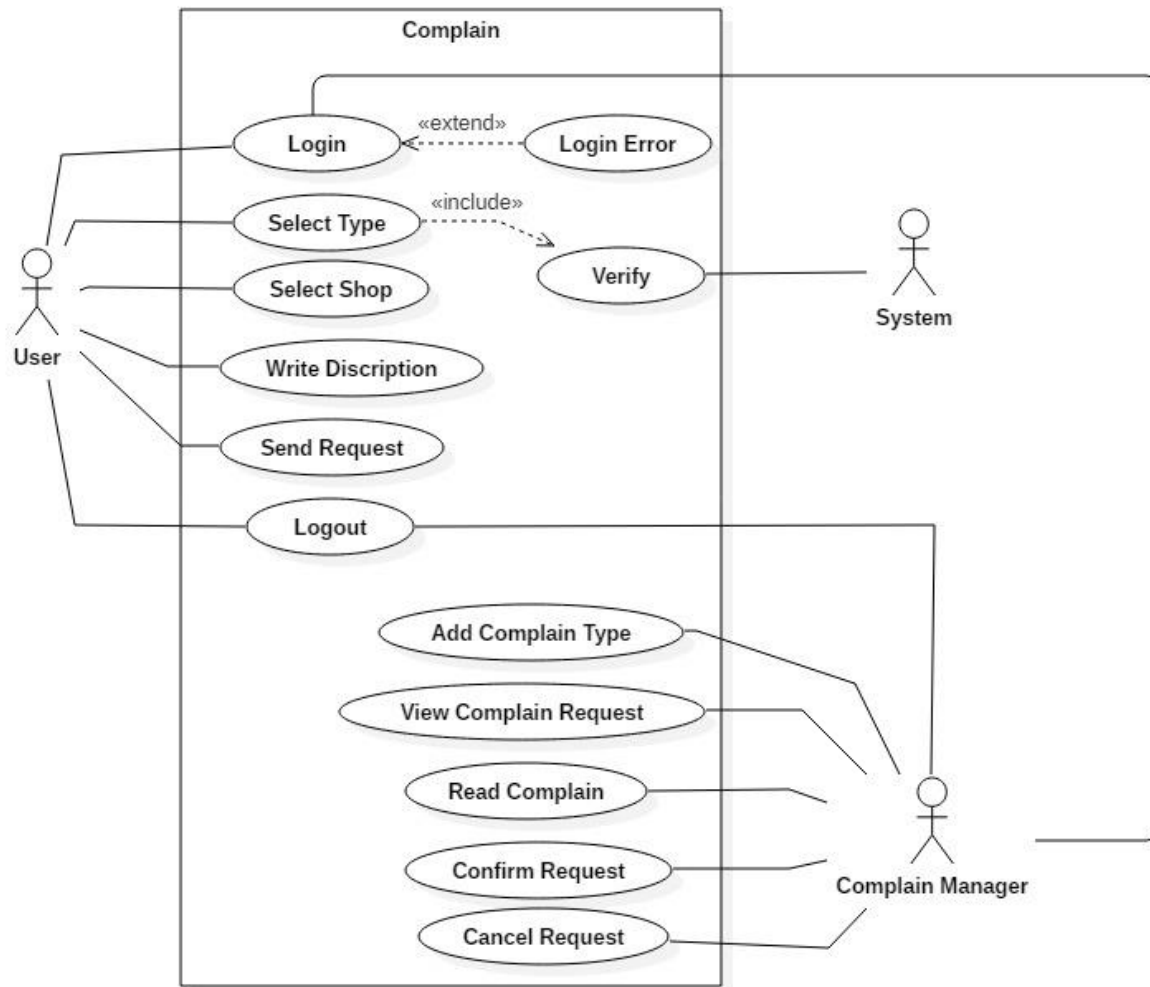 Complain
Login
«extend»
Login Error
Select Type
«include»
Select Shop
Verify
System
User
Write Discription
Send Request
Logout
Add Complain Type
View Complain Request
Read Complain
Confirm Request
Complain Manager
Cancel Request